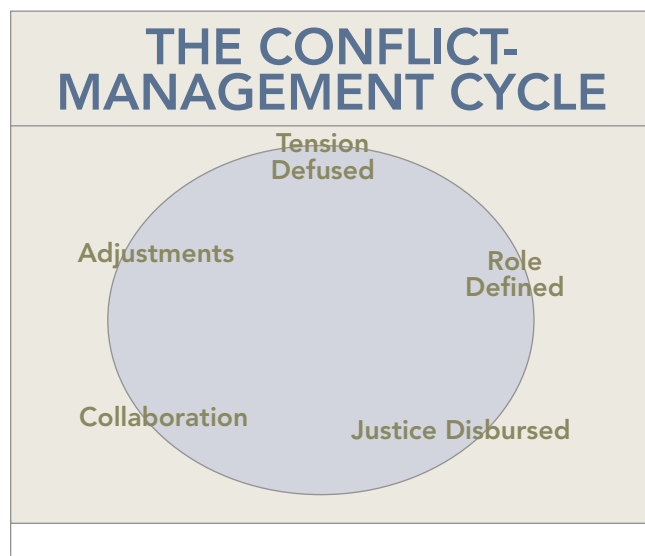 THE CONFLICT-
MANAGEMENT CYCLE
Tension
Defused
Role
Defined
Justice Disbursed
Collaboration
Adjustments